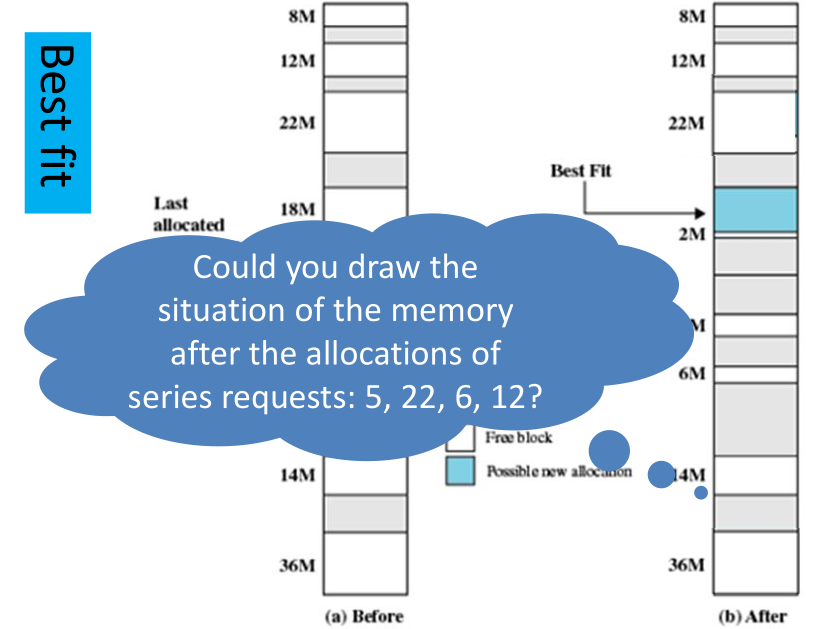 Best fit
8M
12M
22M
Last
allocated
18M
14M
36M
(a) Before
Could you draw the
situation of the memory
after the allocations of
series requests: 5, 22, 6, 12?
Free block
Possible new allocation
Best Fit
8M
12M
22M
2M
M
6M
14M
36M
(b) After